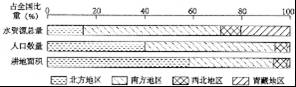 占全国比
重（%）
0 20 40 60 80 100
水资源总量
人口数量
耕地面积
北方地区 南方地区 西北地区 青藏地区